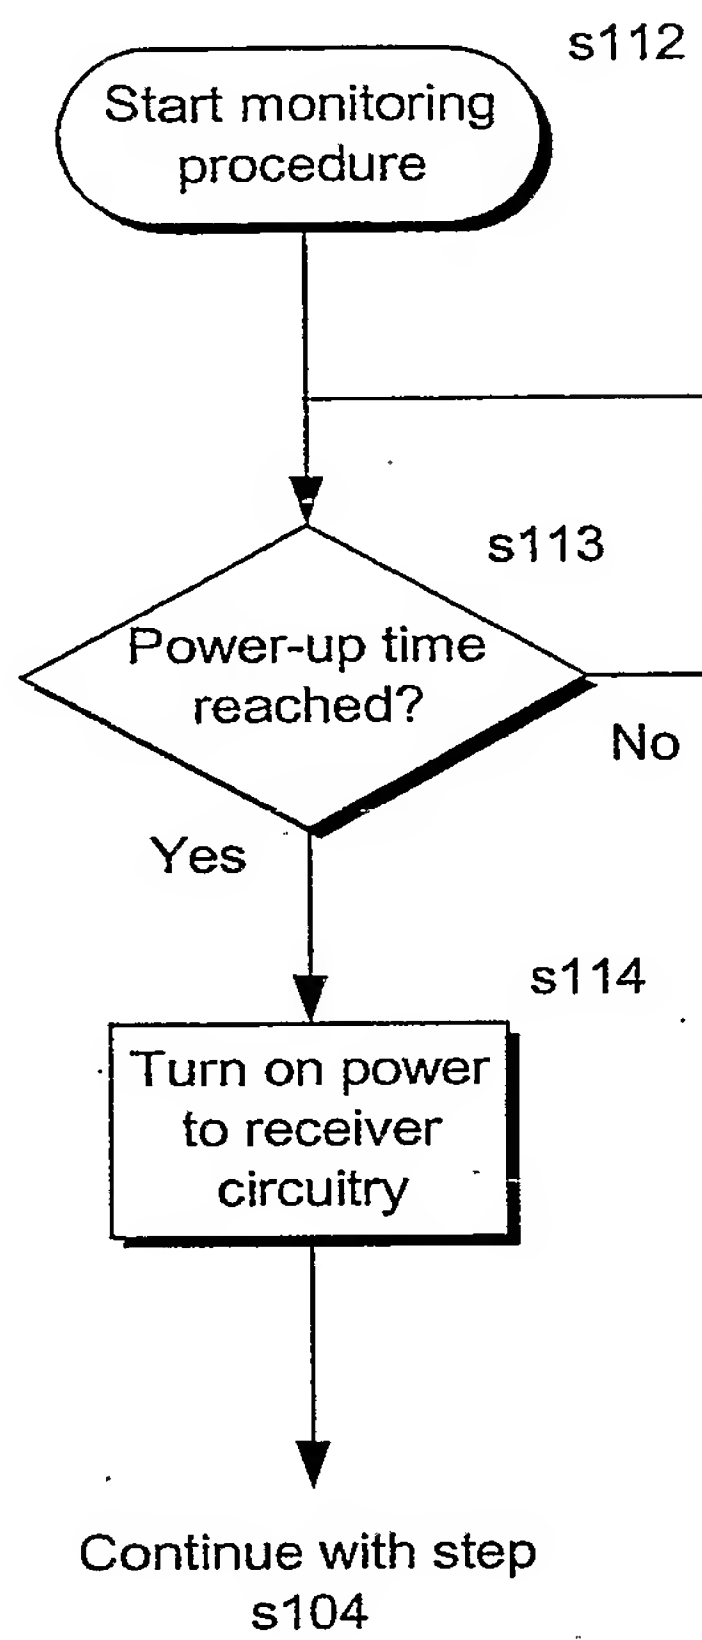 s112
Start monitoring
procedure
s113
Power-up time
reached?
No
Yes
s114
Turn on power
to receiver
circuitry
Continue with step
s104